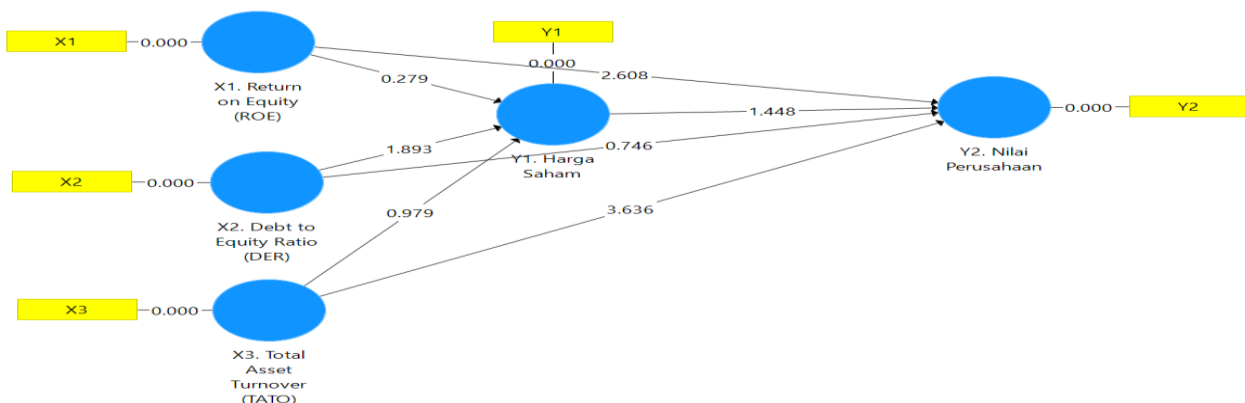 X1
0.000
X1. Return
on Equity
(ROE)
Y1
0.000
2.608
0.279
1.448
0.000
Y2
Y2. Nilai
Perusahaan
X2
0.000
1.893
0.746
Y1. Harga
Saham
X2. Debt to
Equity Ratio
(DER)
0.979
3.636
X3
0.000
X3. Total
Asset
Turnover
(TATO)